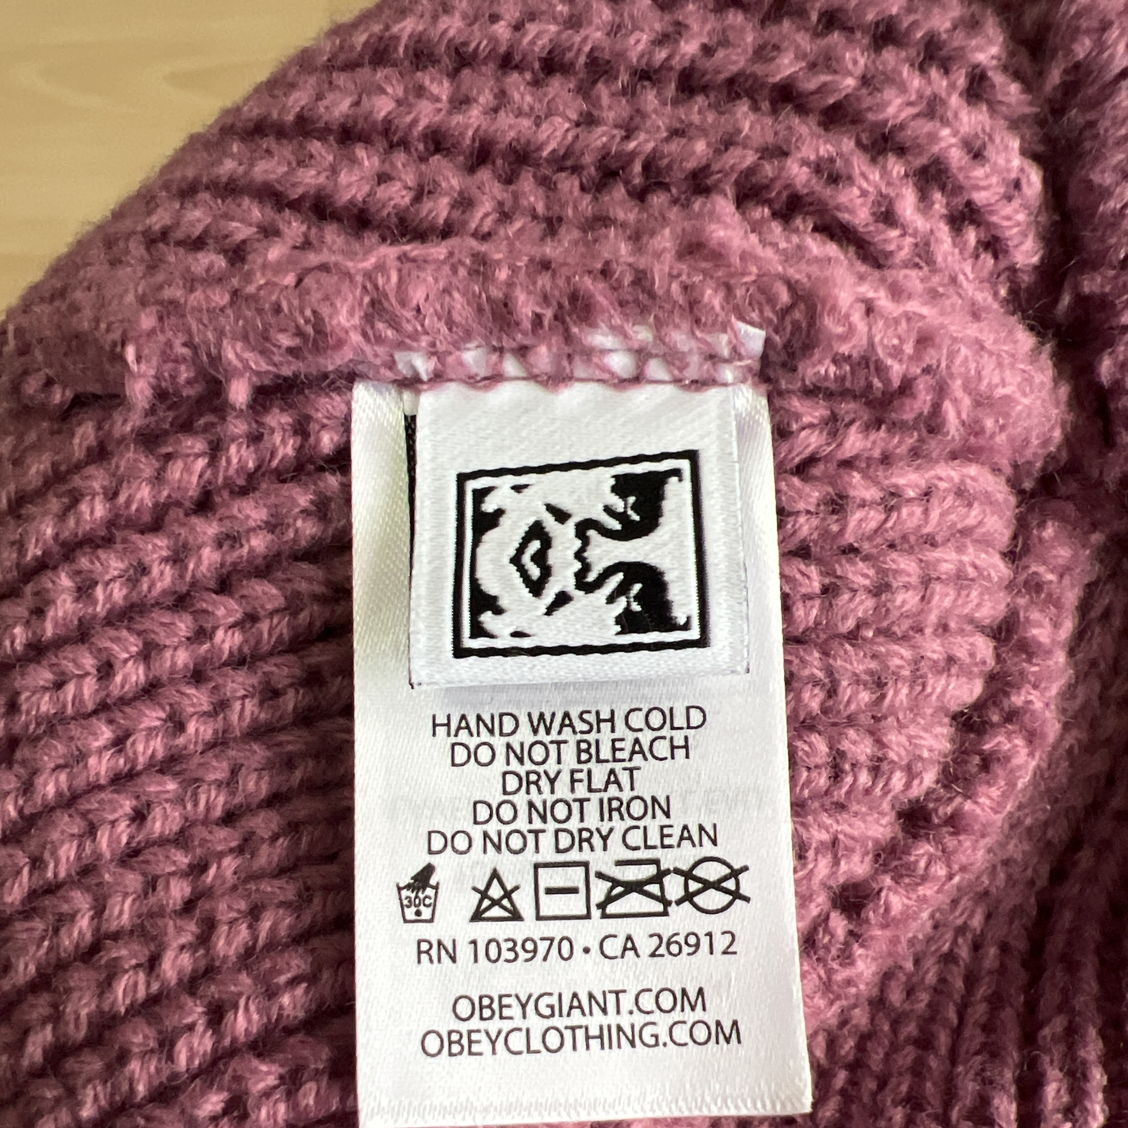 HAND WASH COLD
DO NOT BLEACH
DRY FLAT
DO NOT IRON
DO NOT DRY CLEAN
30C
RN 103970 • CA 26912
OBEYGIANT.COM
OBEYCLOTHING.COM